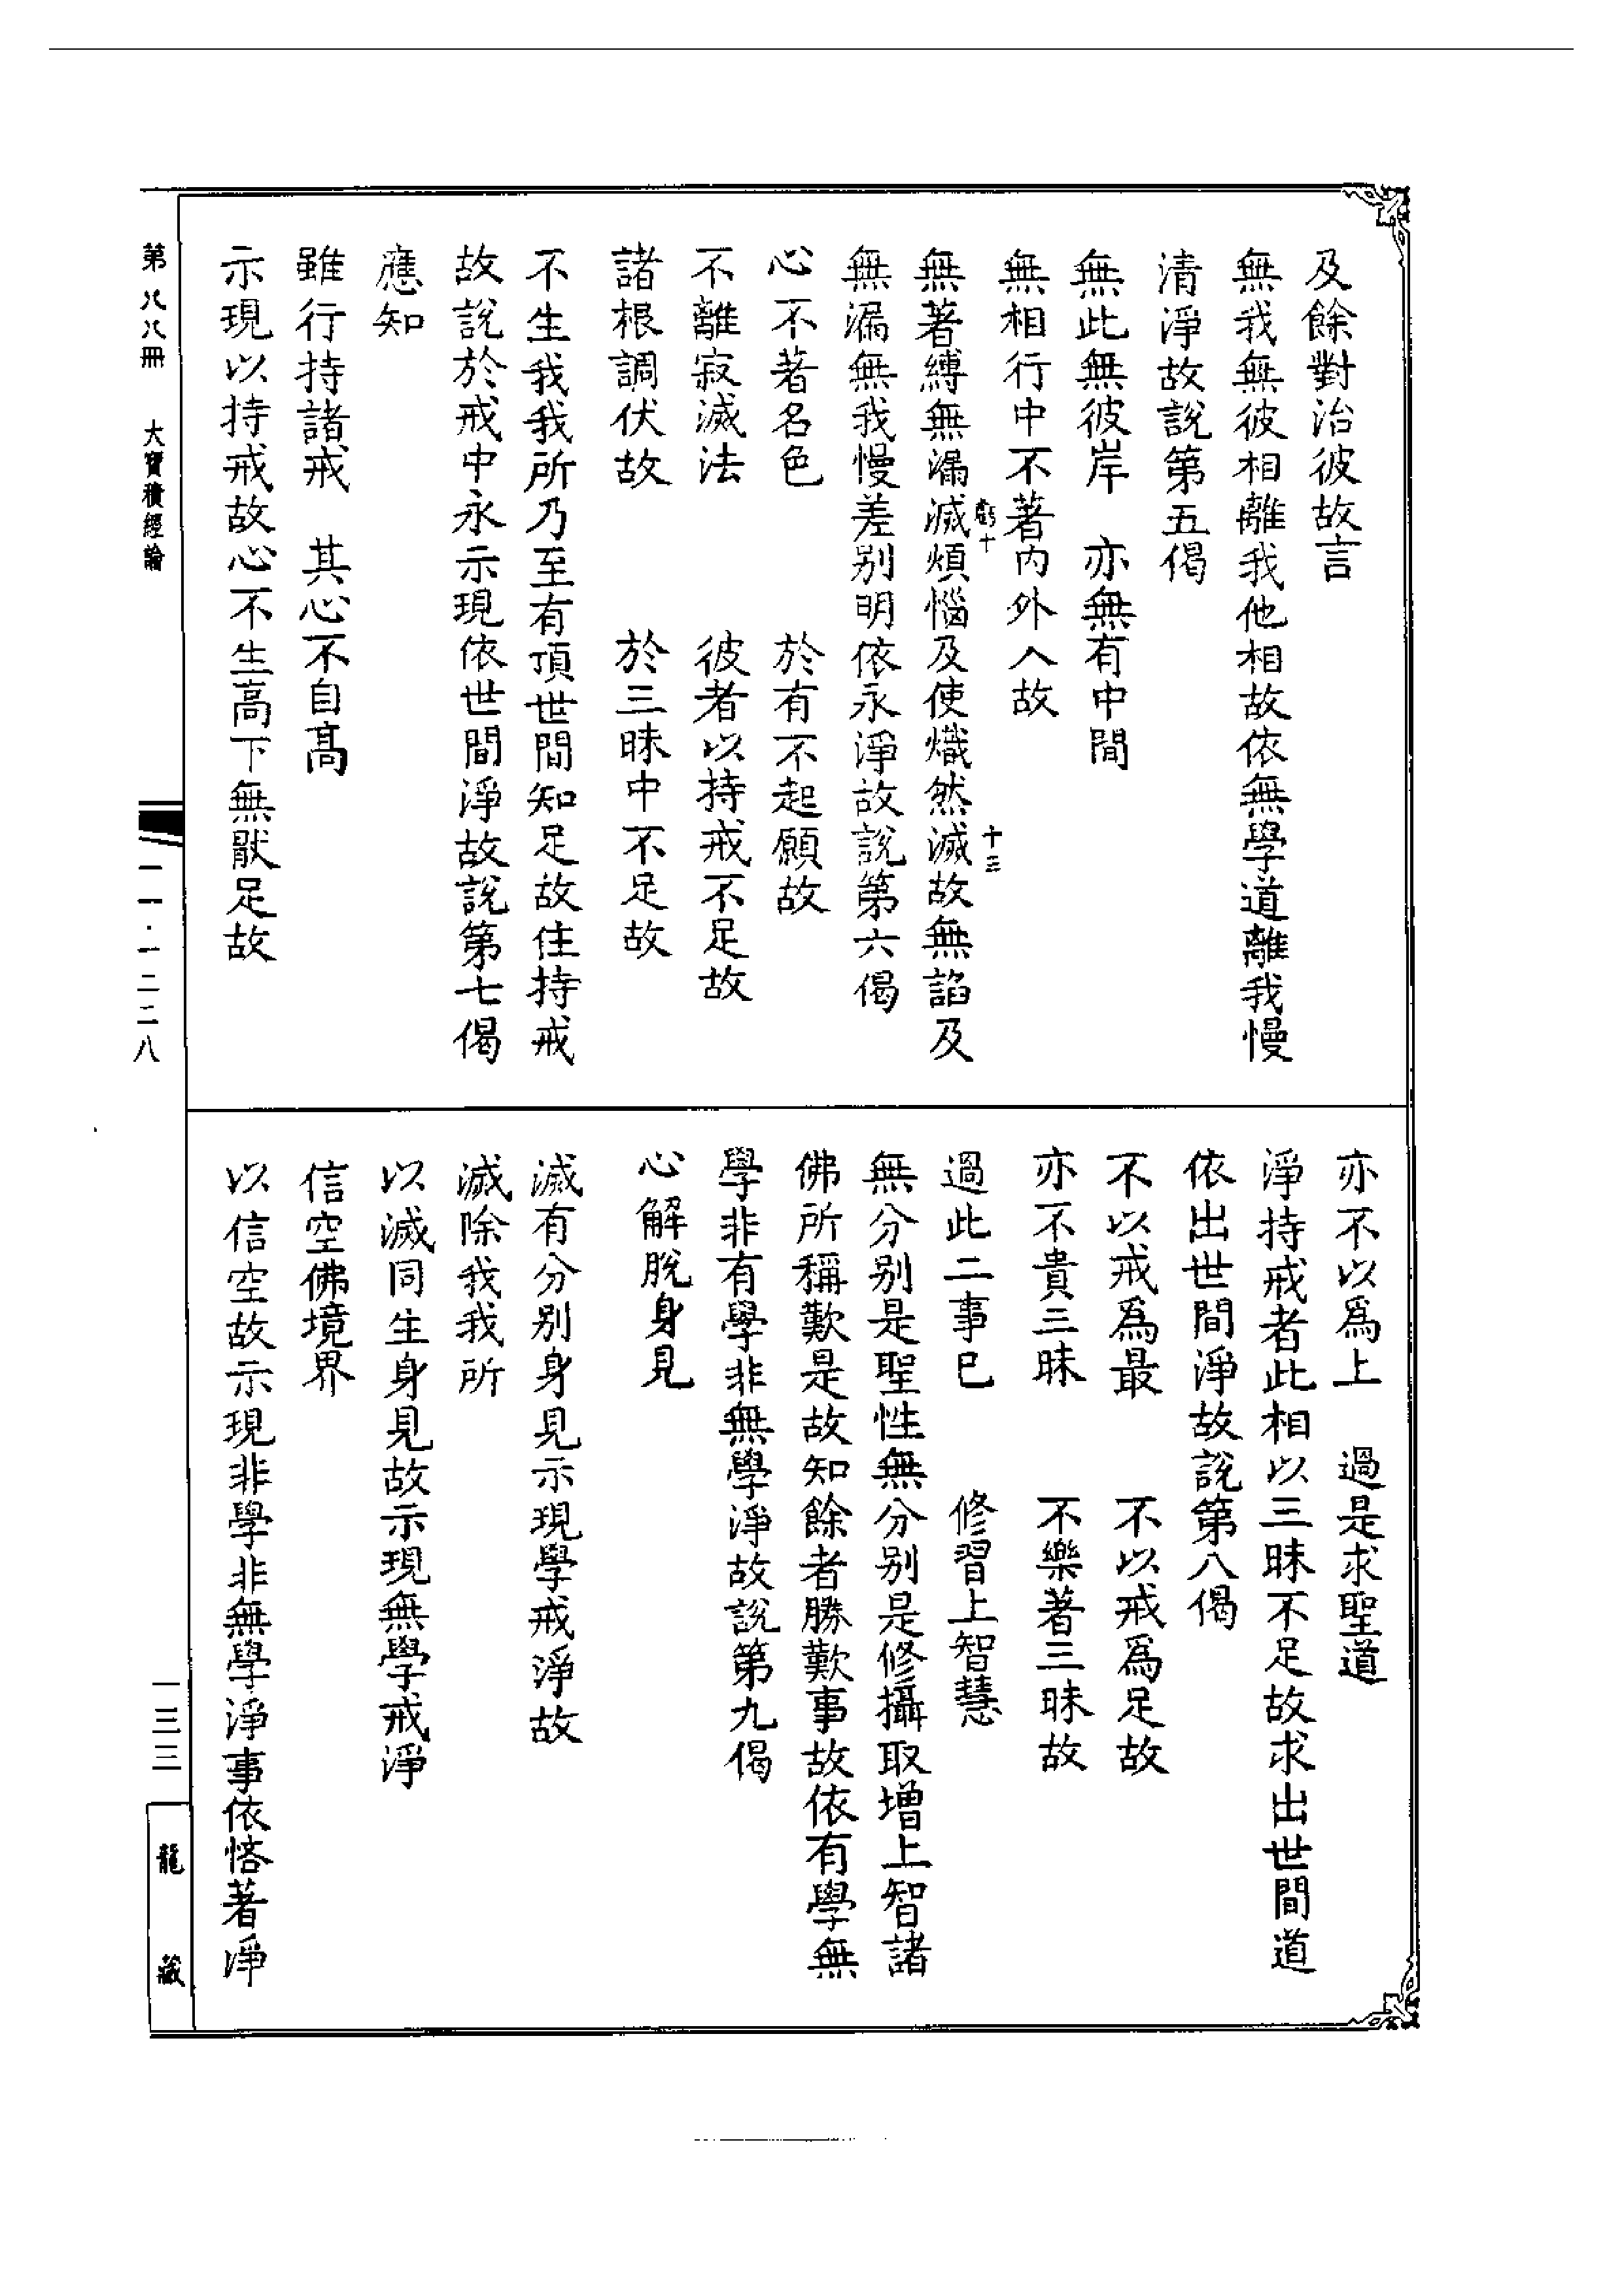 及餘對治彼故言
無我無彼相離我他相故依無學道離我慢
清淨故說第五偈
無此無彼岸　亦無有中間
無相行中不著內外入故
無著縛無漏滅煩惱及使熾然滅故無諂及
無漏無我慢差別明依永淨故說第六偈
心不著名色　於有不起願故
不離寂滅法　彼者以持戒不足故
諸根調伏故　於三昧中不足故
不生我我所乃至有頂世間知足故住持戒
故說於戒中永示現依世間淨故說第七偈
應知
雖行持諸戒　其心不自高
示現以持戒故心不生高下無猒足故
亦不以爲上　過是求聖道
淨持戒者此相以三昧不足故求出世間道
依出世間淨故說第八偈
不以戒爲最　不以戒爲足故
亦不貴三昧　不樂著三昧故
過此二事已　修習上智慧
無分別是聖性無分別是修攝取增上智諸
佛所稱歎是故知餘者勝歎事故依有學無
學非有學非無學淨故說第九偈
心解脫身見
滅有分別身見示現學戒淨故
滅除我我所
以滅同生身見故示現無學戒淨
信空佛境界
以信空故示現非學非無學淨事依悋著淨
十
十三
第八八冊　大寶積經論
一一·一二二八
一三三
龍藏